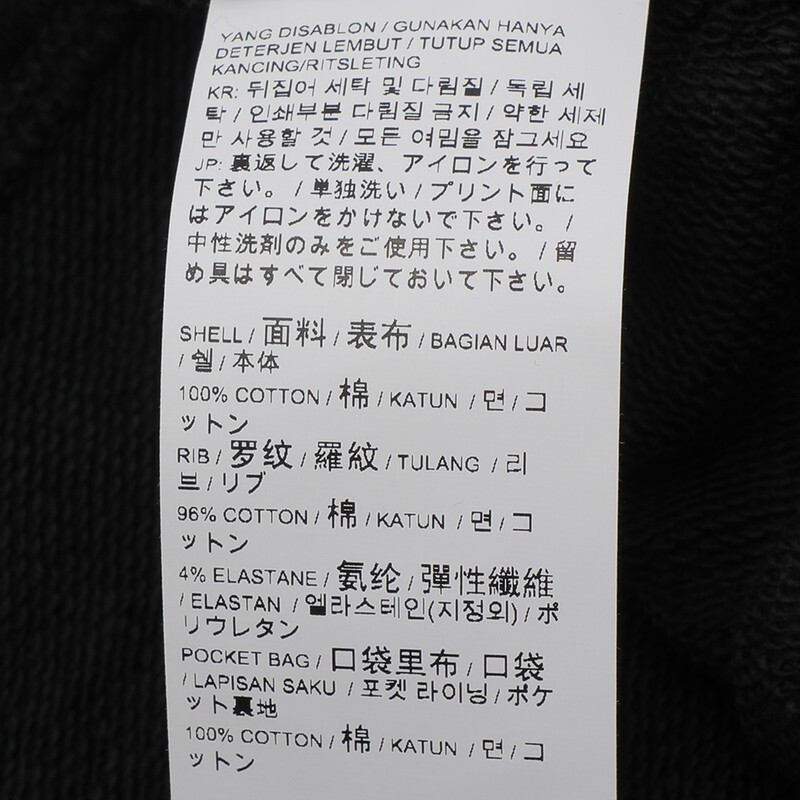 YANG DISABLON / GUNAKAN HANYA
DETERJEN LEMBUT / TUTUP SEMUA
KANCING/RITSLETING
KR: 뒤집어 세탁 및 다림질 / 독립 세
탁 / 인쇄부분 다림질 금지 / 약한 세제
만 사용할 것 / 모든 여밈을 잠그세요
JP: 裏返して洗濯、アイロンを行って
下さい。 / 単独洗い / プリント面に
はアイロンをかけないで下さい。 /
中性洗剤のみをご使用下さい。 / 留
め具はすべて閉じておいて下さい。
SHELL / 面料 / 表布 / BAGIAN LUAR
/ 쉘 / 本体
100% COTTON / 棉 / KATUN / 면 / コ
ットン
RIB / 罗纹 / 羅紋 / TULANG / 리
브 / リブ
96% COTTON / 棉 / KATUN / 면 / コ
ットン
4% ELASTANE / 氨纶 / 彈性纖維
/ ELASTAN / 엘라스테인(지정외) / ポ
リウレタン
POCKET BAG / 口袋里布 / 口袋
/ LAPISAN SAKU / 포켓 라이닝 / ポケ
ット裏地
100% COTTON / 棉 / KATUN / 면 / コ
ットン